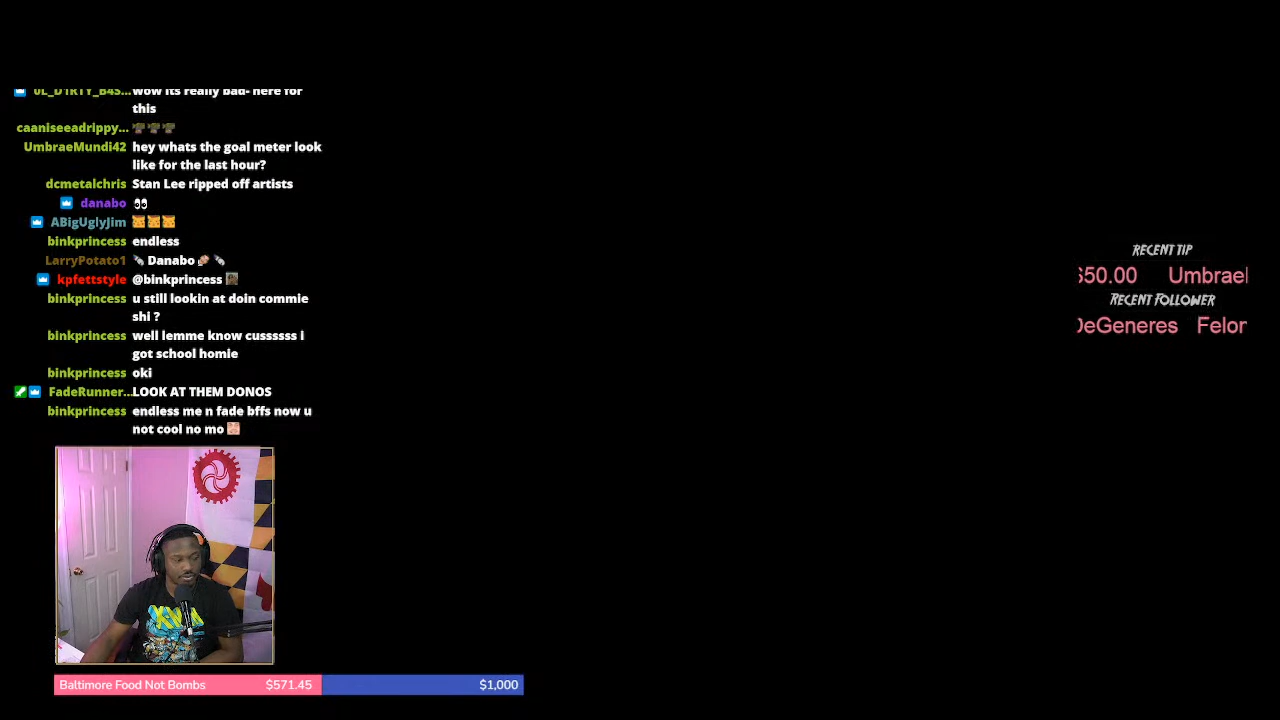 UL_D1RTY_B4S... wow its really bad- here for
this
caaniseeadrippy...
UmbraeMundi42 hey whats the goal meter look
like for the last hour?
dcmetalchris Stan Lee ripped off artists
danabo
ABigUglyJim
binkprincess endless
LarryPotato1 Danabo
kpfettstyle @binkprincess
binkprincess u still lookin at doin commie
shi ?
binkprincess well lemme know cussssss i
got school homie
binkprincess oki
FadeRunner... LOOK AT THEM DONOS
binkprincess endless me n fade bffs now u
not cool no mo
RECENT TIP
$50.00 Umbrael
RECENT FOLLOWER
DeGeneres Felor
Baltimore Food Not Bombs $571.45 $1,000